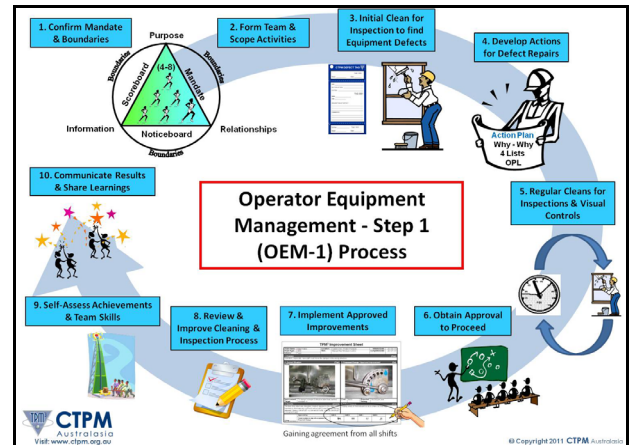 1. Confirm Mandate
& Boundaries
Purpose
2. Form Team &
Scope Activities
3. Initial Clean for
Inspection to find
Equipment Defects
4. Develop Actions
for Defect Repairs
Boundaries
Boundaries
(4-8)
Scoreboard
Mandate
Information
Noticeboard
Relationships
Boundaries
Action Plan
Why - Why
4 Lists
OPL
10. Communicate Results
& Share Learnings
Operator Equipment
Management - Step 1
(OEM-1) Process
5. Regular Cleans for
Inspections & Visual
Controls
9. Self-Assess Achievements
& Team Skills
8. Review &
Improve Cleaning &
Inspection Process
7. Implement Approved
Improvements
6. Obtain Approval
to Proceed
Gaining agreement from all shifts
CTPM
Australasia
Visit: www.ctpm.org.au
© Copyright 2011 CTPM Australasia